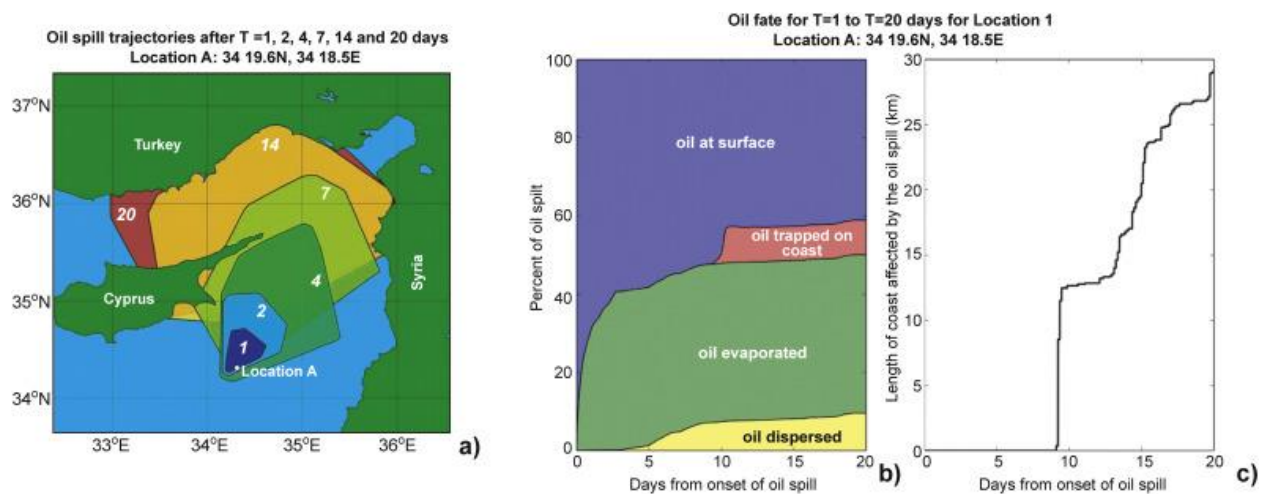 Oil spill trajectories after T =1, 2, 4, 7, 14 and 20 days
Location A: 34 19.6N, 34 18.5E
37°N
36°N
35°N
34°N
33°E
34°E
35°E
36°E
Turkey
14
7
20
Syria
4
Cyprus
2
1
Location A
a)
Oil fate for T=1 to T=20 days for Location 1
Location A: 34 19.6N, 34 18.5E
Percent of oil spilt
100
80
60
40
20
0
oil at surface
oil trapped on
coast
oil evaporated
oil dispersed
0
5
10
15
20
Days from onset of oil spill
b)
Length of coast affected by the oil spill (km)
30
25
20
15
10
5
0
0
5
10
15
20
Days from onset of oil spill
c)